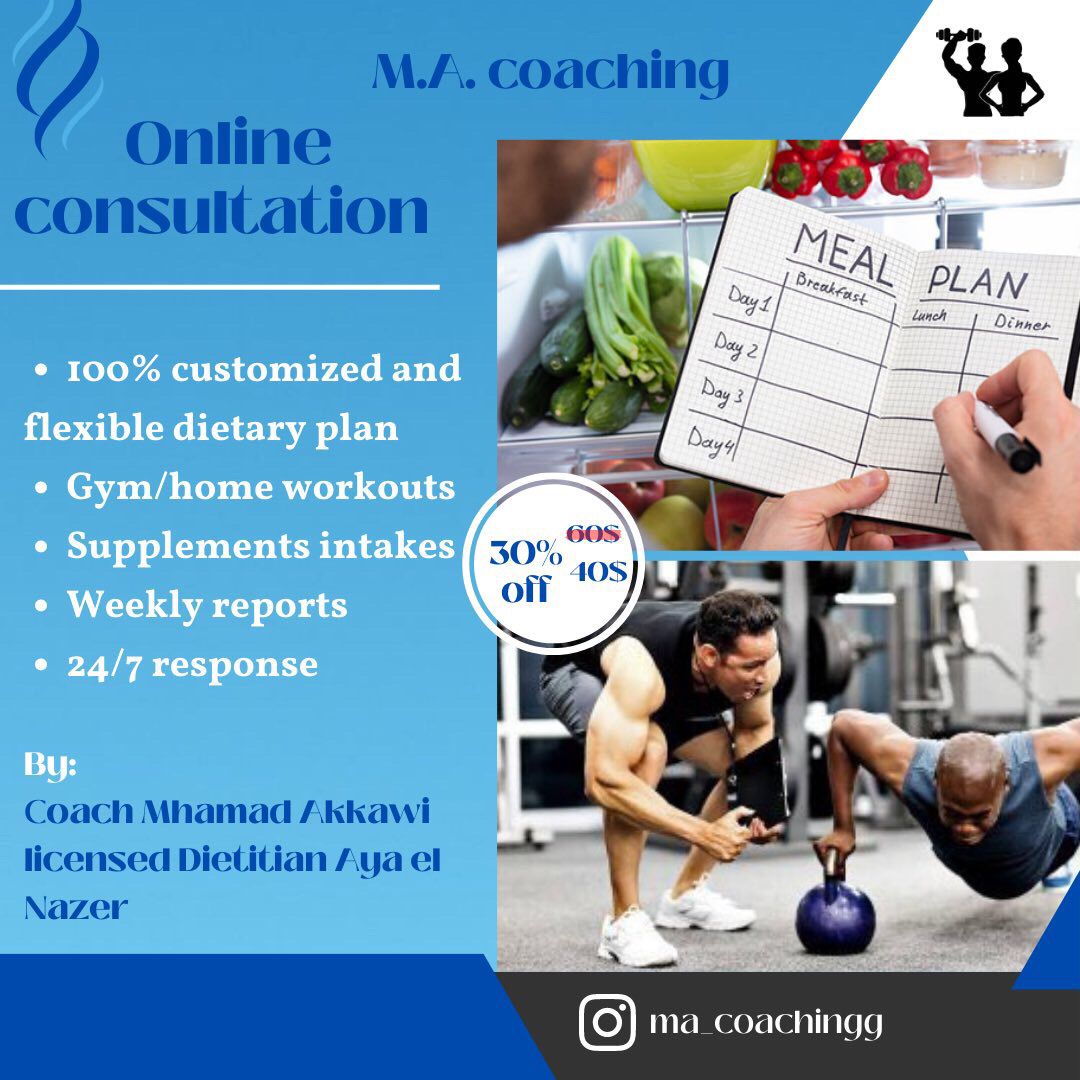 M.A. coaching
Online
consultation
• 100% customized and
flexible dietary plan
• Gym/home workouts
• Supplements intakes
• Weekly reports
• 24/7 response
By:
Coach Mhamad Akkawi
licensed Dietitian Aya el
Nazer
30%
off
60$
40$
MEAL PLAN
Breakfast Lunch Dinner
Day 1
Day 2
Day 3
Day 4
ma_coachingg